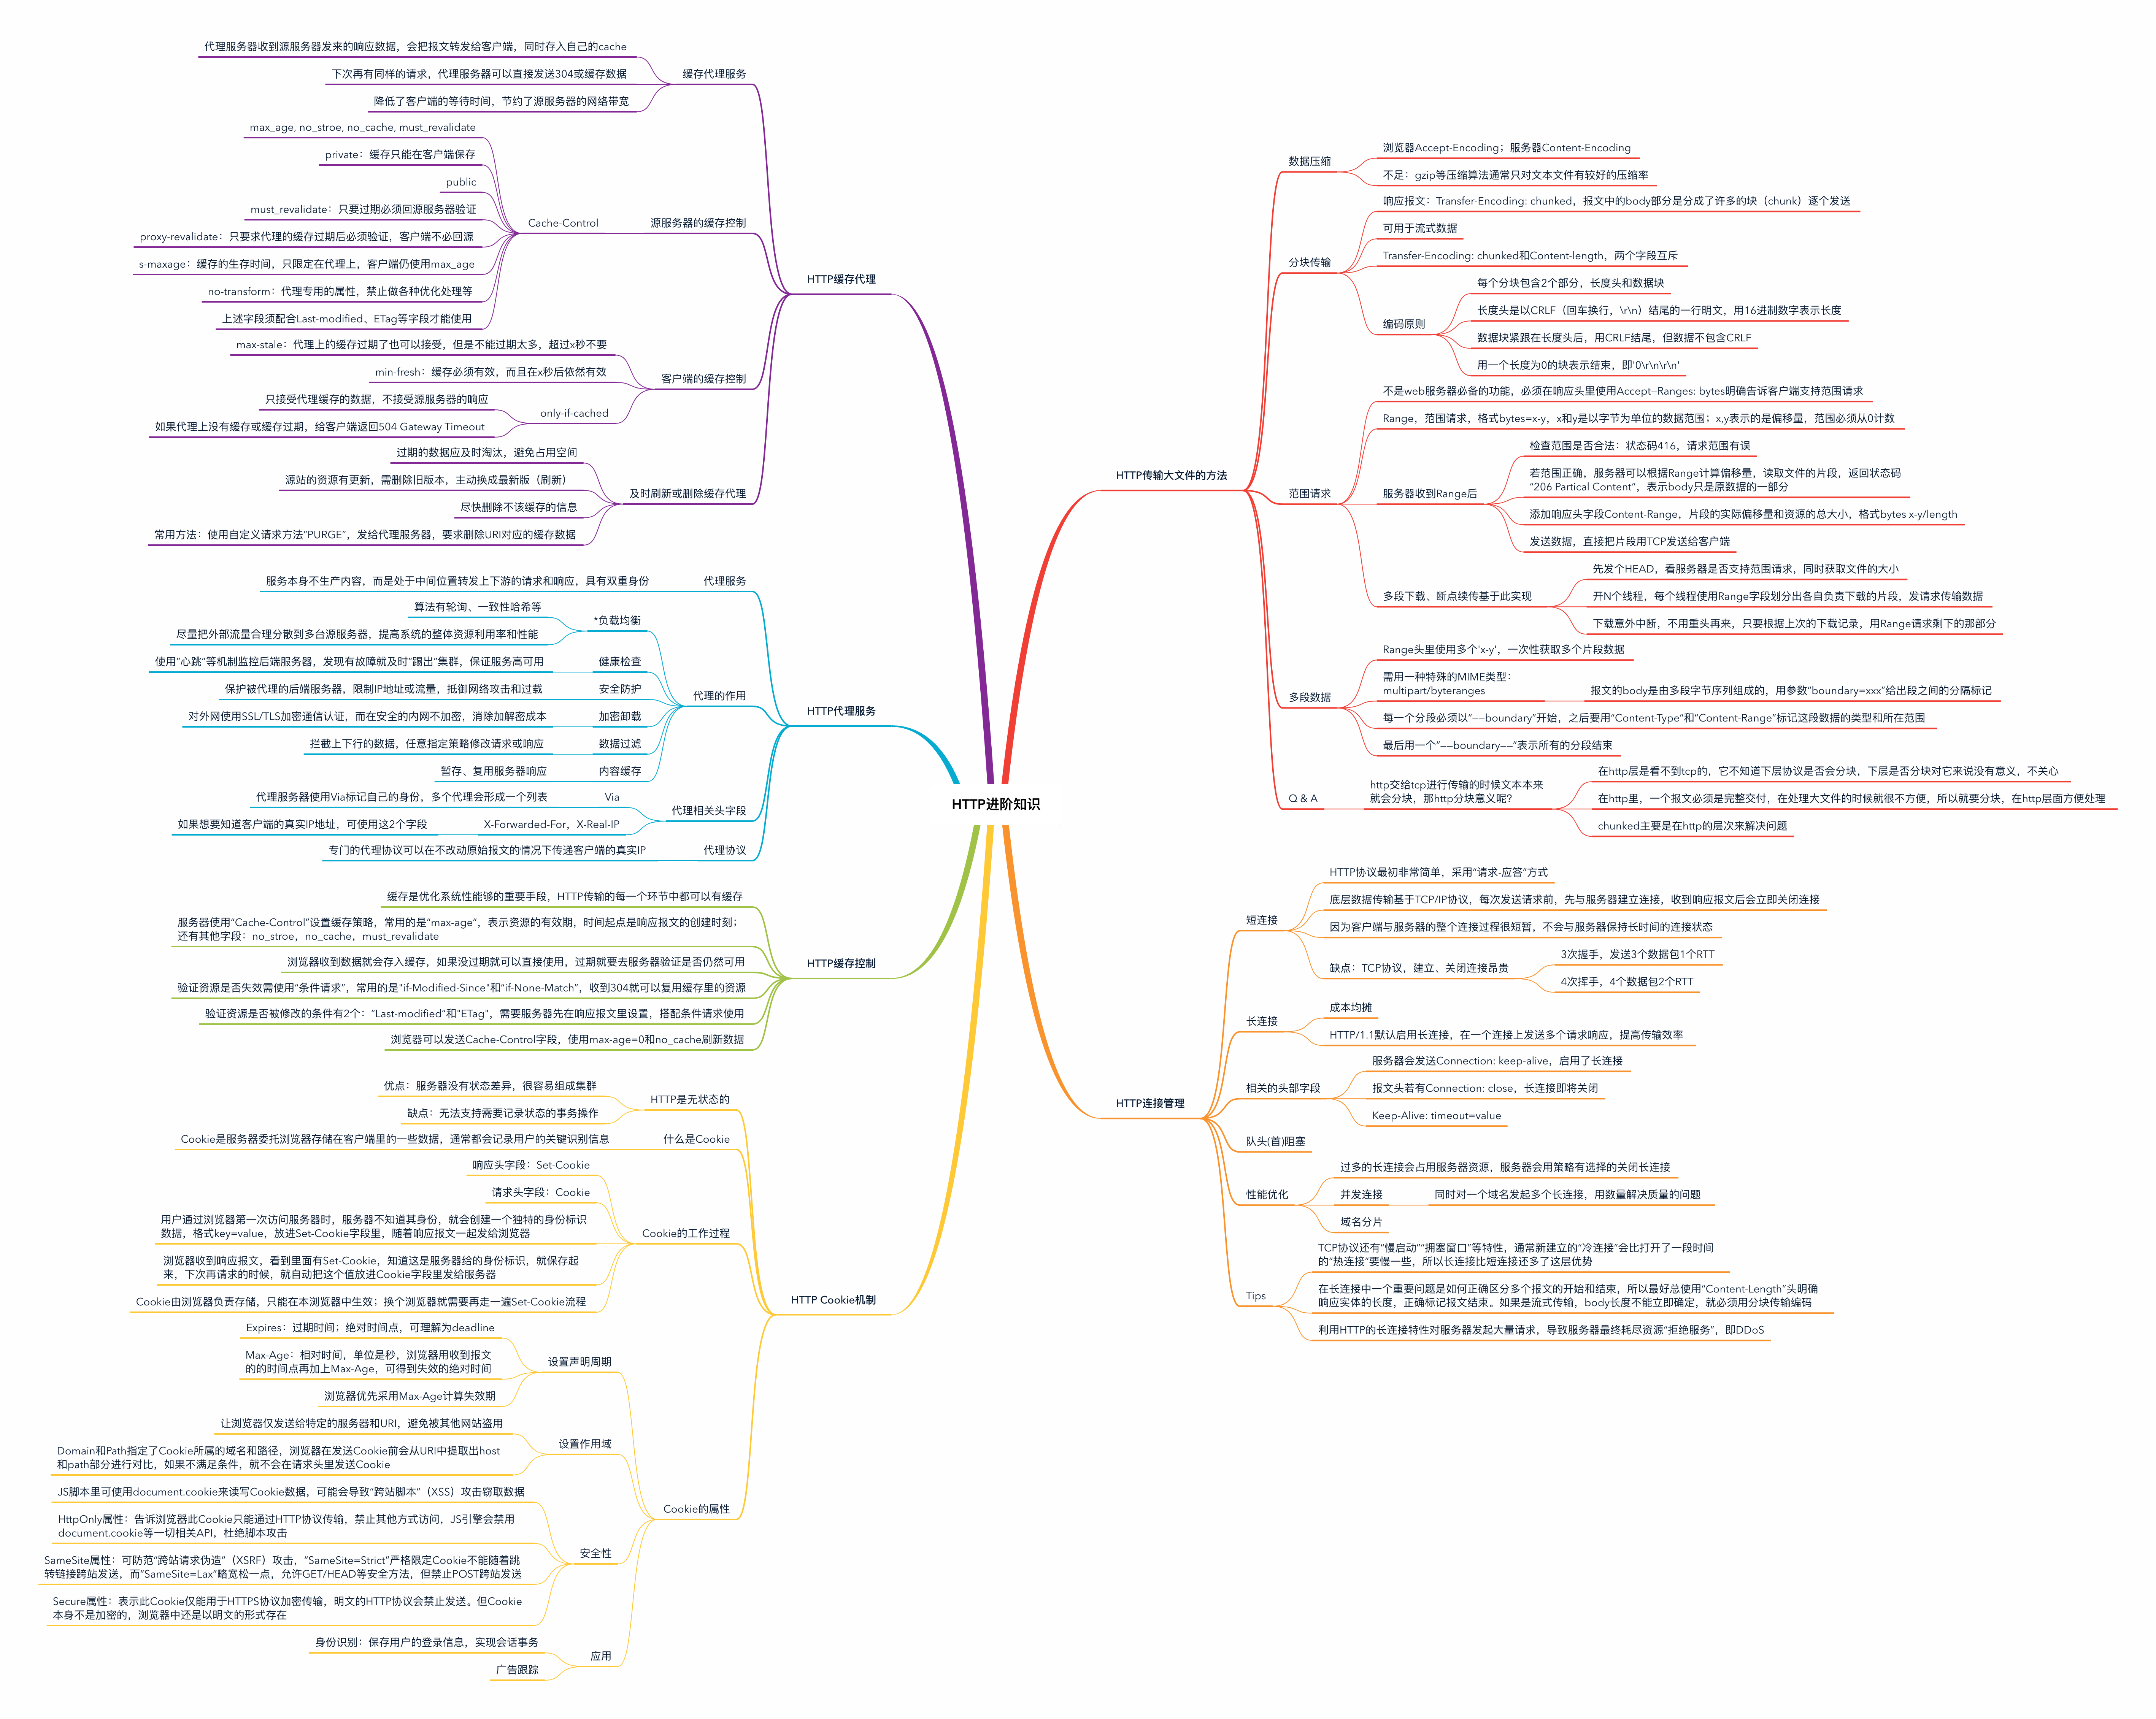 HTTP进阶知识
HTTP传输大文件的方法
数据压缩
浏览器Accept-Encoding；服务器Content-Encoding
不足：gzip等压缩算法通常只对文本文件有较好的压缩率
分块传输
响应报文：Transfer-Encoding: chunked，报文中的body部分是分成了许多的块（chunk）逐个发送
可用于流式数据
Transfer-Encoding: chunked和Content-length，两个字段互斥
编码原则
每个分块包含2个部分，长度头和数据块
长度头是以CRLF（回车换行，\r\n）结尾的一行明文，用16进制数字表示长度
数据块紧跟在长度头后，用CRLF结尾，但数据不包含CRLF
用一个长度为0的块表示结束，即'0\r\n\r\n'
范围请求
不是web服务器必备的功能，必须在响应头里使用Accept—Ranges: bytes明确告诉客户端支持范围请求
Range，范围请求，格式bytes=x-y，x和y是以字节为单位的数据范围；x,y表示的是偏移量，范围必须从0计数
服务器收到Range后
检查范围是否合法：状态码416，请求范围有误
若范围正确，服务器可以根据Range计算偏移量，读取文件的片段，返回状态码
“206 Partical Content”，表示body只是原数据的一部分
添加响应头字段Content-Range，片段的实际偏移量和资源的总大小，格式bytes x-y/length
发送数据，直接把片段用TCP发送给客户端
多段下载、断点续传基于此实现
先发个HEAD，看服务器是否支持范围请求，同时获取文件的大小
开N个线程，每个线程使用Range字段划分出各自负责下载的片段，发请求传输数据
下载意外中断，不用重头再来，只要根据上次的下载记录，用Range请求剩下的那部分
多段数据
Range头里使用多个'x-y'，一次性获取多个片段数据
需用一种特殊的MIME类型：
multipart/byteranges
报文的body是由多段字节序列组成的，用参数“boundary=xxx”给出段之间的分隔标记
每一个分段必须以“——boundary”开始，之后要用“Content-Type”和“Content-Range”标记这段数据的类型和所在范围
最后用一个“——boundary——”表示所有的分段结束
Q & A
http交给tcp进行传输的时候文本本来
就会分块，那http分块意义呢？
在http层是看不到tcp的，它不知道下层协议是否会分块，下层是否分块对它来说没有意义，不关心
在http里，一个报文必须是完整交付，在处理大文件的时候就很不方便，所以就要分块，在http层面方便处理
chunked主要是在http的层次来解决问题
HTTP连接管理
短连接
HTTP协议最初非常简单，采用“请求-应答”方式
底层数据传输基于TCP/IP协议，每次发送请求前，先与服务器建立连接，收到响应报文后会立即关闭连接
因为客户端与服务器的整个连接过程很短暂，不会与服务器保持长时间的连接状态
缺点：TCP协议，建立、关闭连接昂贵
3次握手，发送3个数据包1个RTT
4次挥手，4个数据包2个RTT
长连接
成本均摊
HTTP/1.1默认启用长连接，在一个连接上发送多个请求响应，提高传输效率
相关的头部字段
服务器会发送Connection: keep-alive，启用了长连接
报文头若有Connection: close，长连接即将关闭
Keep-Alive: timeout=value
队头(首)阻塞
性能优化
过多的长连接会占用服务器资源，服务器会用策略有选择的关闭长连接
并发连接
同时对一个域名发起多个长连接，用数量解决质量的问题
域名分片
Tips
TCP协议还有“慢启动”“拥塞窗口”等特性，通常新建立的“冷连接”会比打开了一段时间
的“热连接”要慢一些，所以长连接比短连接还多了这层优势
在长连接中一个重要问题是如何正确区分多个报文的开始和结束，所以最好总使用“Content-Length”头明确
响应实体的长度，正确标记报文结束。如果是流式传输，body长度不能立即确定，就必须用分块传输编码
利用HTTP的长连接特性对服务器发起大量请求，导致服务器最终耗尽资源“拒绝服务”，即DDoS
HTTP缓存代理
缓存代理服务
代理服务器收到源服务器发来的响应数据，会把报文转发给客户端，同时存入自己的cache
下次再有同样的请求，代理服务器可以直接发送304或缓存数据
降低了客户端的等待时间，节约了源服务器的网络带宽
源服务器的缓存控制
Cache-Control
max_age, no_stroe, no_cache, must_revalidate
private：缓存只能在客户端保存
public
must_revalidate：只要过期必须回源服务器验证
proxy-revalidate：只要求代理的缓存过期后必须验证，客户端不必回源
s-maxage：缓存的生存时间，只限定在代理上，客户端仍使用max_age
no-transform：代理专用的属性，禁止做各种优化处理等
上述字段须配合Last-modified、ETag等字段才能使用
客户端的缓存控制
max-stale：代理上的缓存过期了也可以接受，但是不能过期太多，超过x秒不要
min-fresh：缓存必须有效，而且在x秒后依然有效
only-if-cached
只接受代理缓存的数据，不接受源服务器的响应
如果代理上没有缓存或缓存过期，给客户端返回504 Gateway Timeout
及时刷新或删除缓存代理
过期的数据应及时淘汰，避免占用空间
源站的资源有更新，需删除旧版本，主动换成最新版（刷新）
尽快删除不该缓存的信息
常用方法：使用自定义请求方法“PURGE”，发给代理服务器，要求删除URI对应的缓存数据
HTTP代理服务
代理服务
服务本身不生产内容，而是处于中间位置转发上下游的请求和响应，具有双重身份
代理的作用
*负载均衡
算法有轮询、一致性哈希等
尽量把外部流量合理分散到多台源服务器，提高系统的整体资源利用率和性能
健康检查
使用“心跳”等机制监控后端服务器，发现有故障就及时“踢出“集群，保证服务高可用
安全防护
保护被代理的后端服务器，限制IP地址或流量，抵御网络攻击和过载
加密卸载
对外网使用SSL/TLS加密通信认证，而在安全的内网不加密，消除加解密成本
数据过滤
拦截上下行的数据，任意指定策略修改请求或响应
内容缓存
暂存、复用服务器响应
代理相关头字段
Via
代理服务器使用Via标记自己的身份，多个代理会形成一个列表
X-Forwarded-For，X-Real-IP
如果想要知道客户端的真实IP地址，可使用这2个字段
代理协议
专门的代理协议可以在不改动原始报文的情况下传递客户端的真实IP
HTTP缓存控制
缓存是优化系统性能够的重要手段，HTTP传输的每一个环节中都可以有缓存
服务器使用“Cache-Control”设置缓存策略，常用的是“max-age”，表示资源的有效期，时间起点是响应报文的创建时刻；
还有其他字段：no_stroe，no_cache，must_revalidate
浏览器收到数据就会存入缓存，如果没过期就可以直接使用，过期就要去服务器验证是否仍然可用
验证资源是否失效需使用“条件请求”，常用的是"if-Modified-Since"和“if-None-Match”，收到304就可以复用缓存里的资源
验证资源是否被修改的条件有2个：“Last-modified”和"ETag"，需要服务器先在响应报文里设置，搭配条件请求使用
浏览器可以发送Cache-Control字段，使用max-age=0和no_cache刷新数据
HTTP Cookie机制
HTTP是无状态的
优点：服务器没有状态差异，很容易组成集群
缺点：无法支持需要记录状态的事务操作
什么是Cookie
Cookie是服务器委托浏览器存储在客户端里的一些数据，通常都会记录用户的关键识别信息
Cookie的工作过程
响应头字段：Set-Cookie
请求头字段：Cookie
用户通过浏览器第一次访问服务器时，服务器不知道其身份，就会创建一个独特的身份标识
数据，格式key=value，放进Set-Cookie字段里，随着响应报文一起发给浏览器
浏览器收到响应报文，看到里面有Set-Cookie，知道这是服务器给的身份标识，就保存起
来，下次再请求的时候，就自动把这个值放进Cookie字段里发给服务器
Cookie由浏览器负责存储，只能在本浏览器中生效；换个浏览器就需要再走一遍Set-Cookie流程
Cookie的属性
设置声明周期
Expires：过期时间；绝对时间点，可理解为deadline
Max-Age：相对时间，单位是秒，浏览器用收到报文
的的时间点再加上Max-Age，可得到失效的绝对时间
浏览器优先采用Max-Age计算失效期
设置作用域
让浏览器仅发送给特定的服务器和URI，避免被其他网站盗用
Domain和Path指定了Cookie所属的域名和路径，浏览器在发送Cookie前会从URI中提取出host
和path部分进行对比，如果不满足条件，就不会在请求头里发送Cookie
安全性
JS脚本里可使用document.cookie来读写Cookie数据，可能会导致“跨站脚本”（XSS）攻击窃取数据
HttpOnly属性：告诉浏览器此Cookie只能通过HTTP协议传输，禁止其他方式访问，JS引擎会禁用
document.cookie等一切相关API，杜绝脚本攻击
SameSite属性：可防范“跨站请求伪造”（XSRF）攻击，“SameSite=Strict”严格限定Cookie不能随着跳
转链接跨站发送，而“SameSite=Lax”略宽松一点，允许GET/HEAD等安全方法，但禁止POST跨站发送
Secure属性：表示此Cookie仅能用于HTTPS协议加密传输，明文的HTTP协议会禁止发送。但Cookie
本身不是加密的，浏览器中还是以明文的形式存在
应用
身份识别：保存用户的登录信息，实现会话事务
广告跟踪